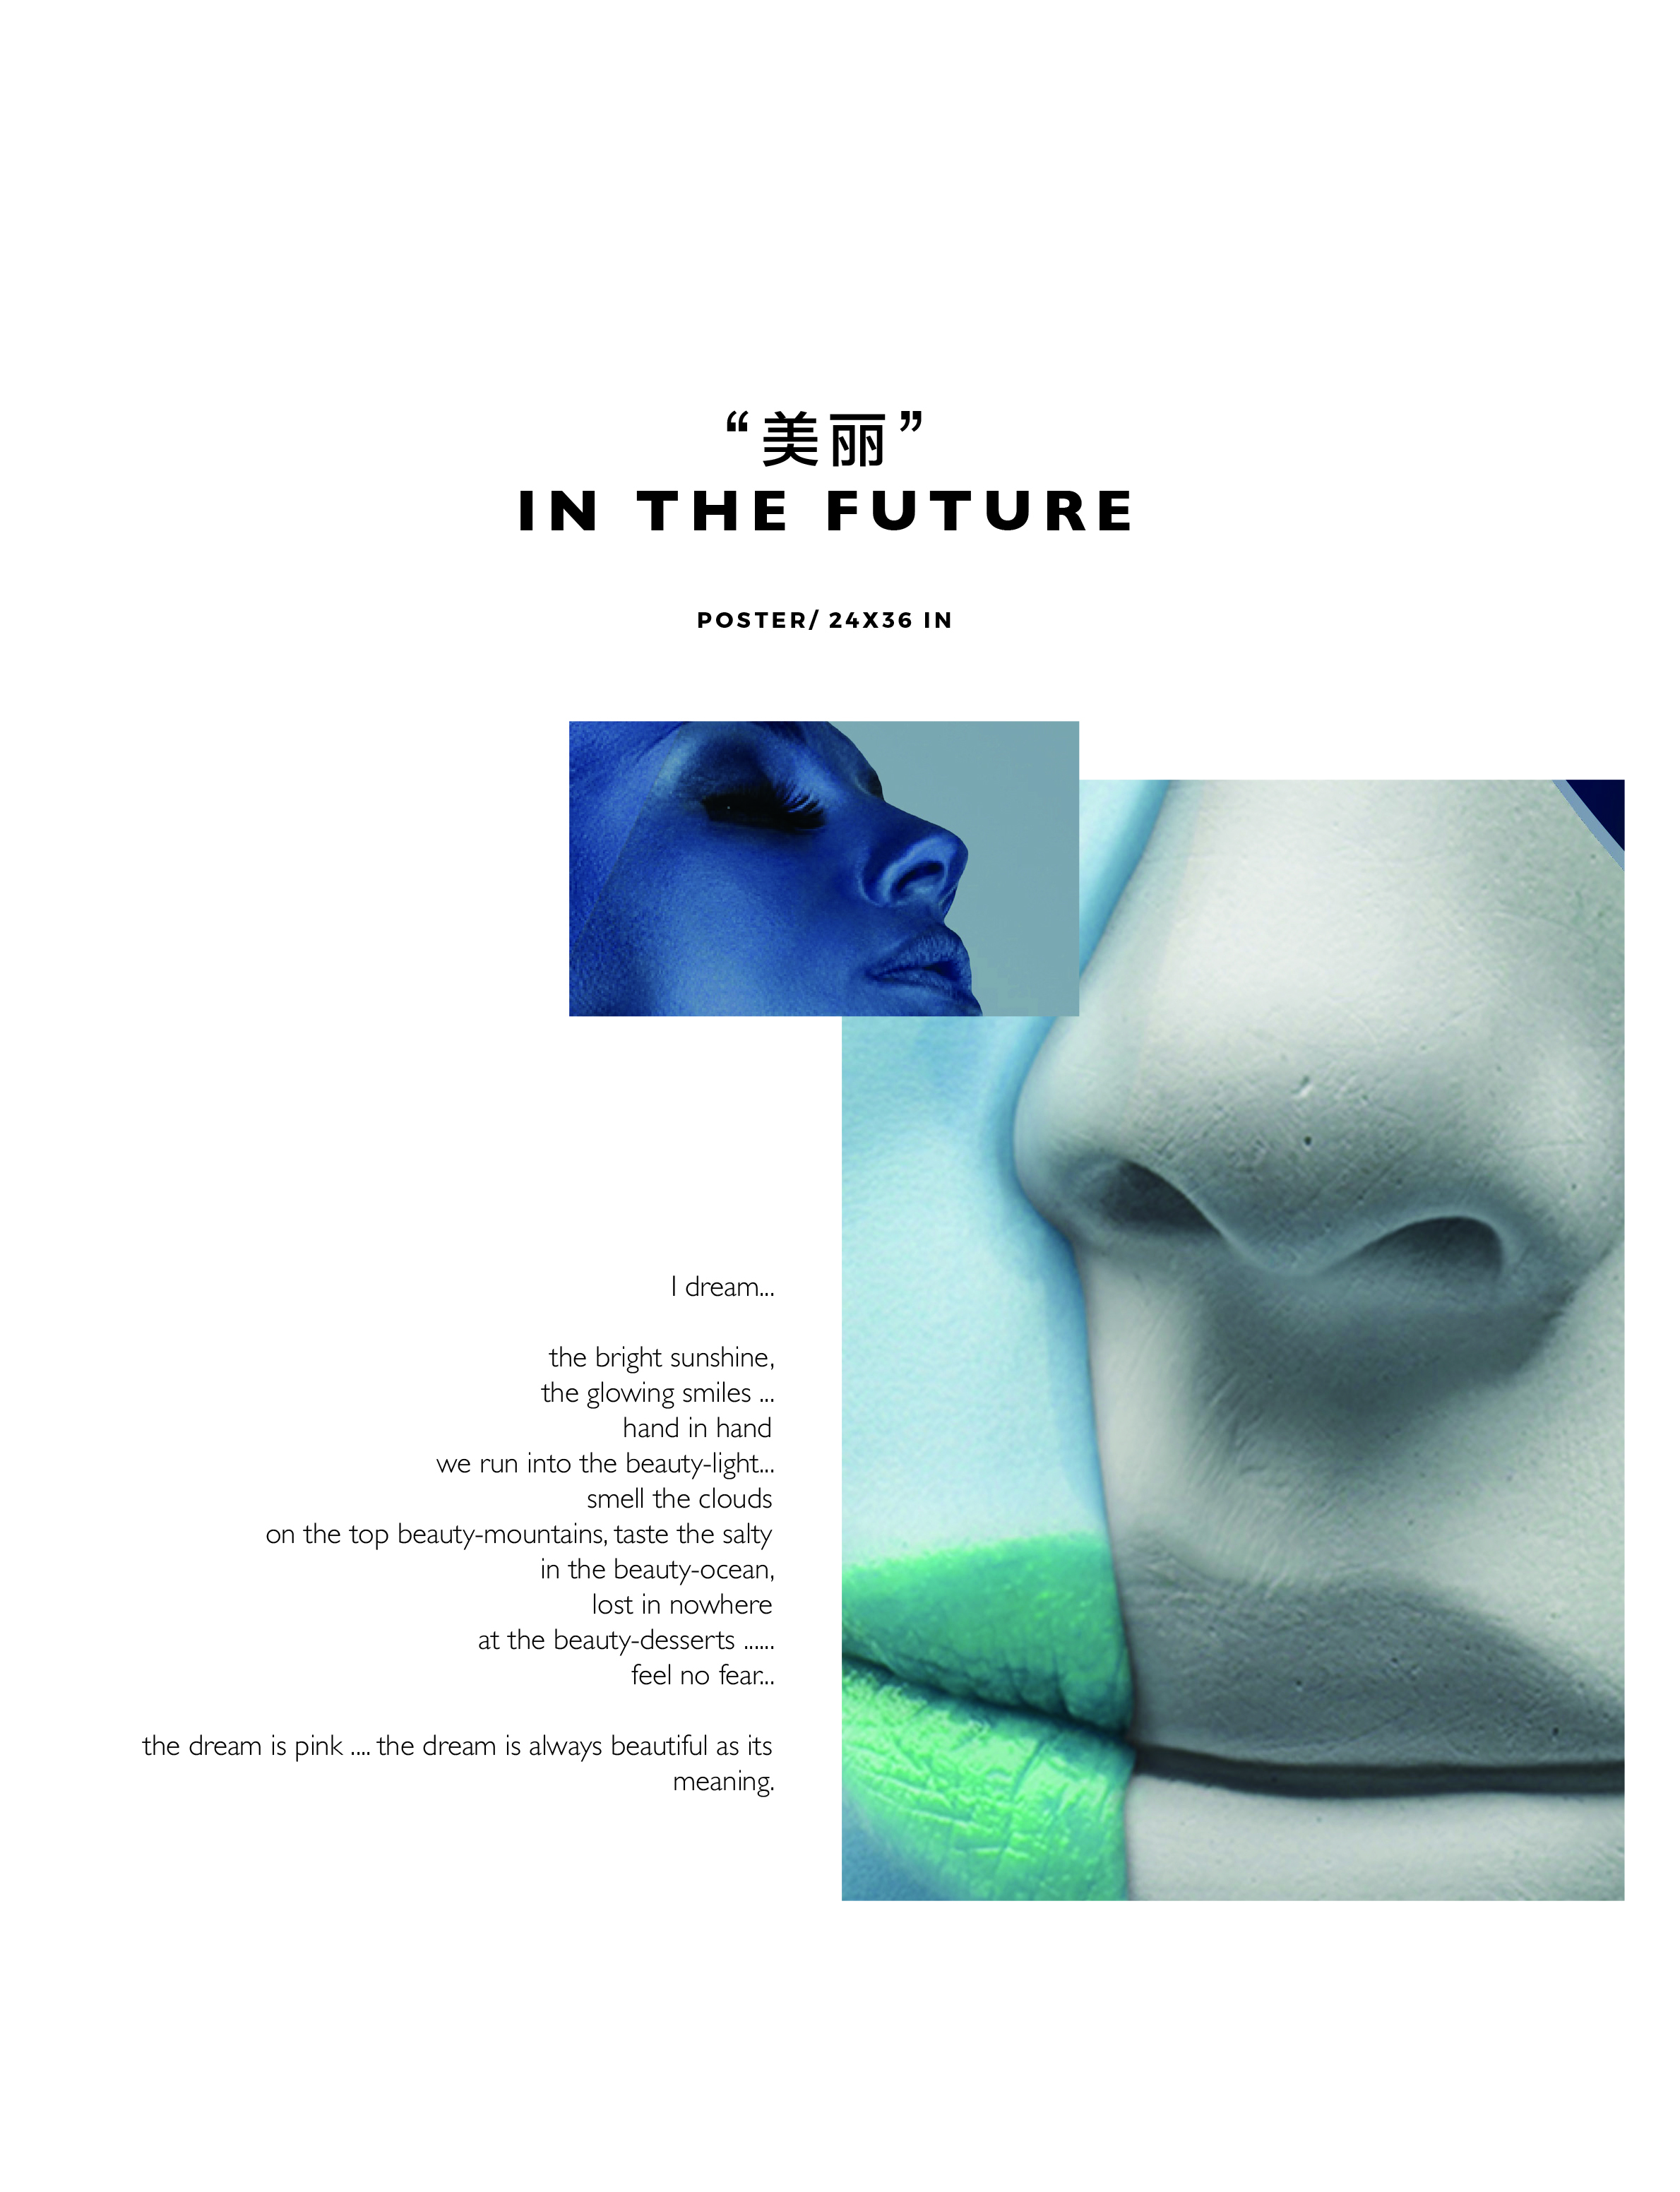 “美丽”
IN THE FUTURE
POSTER/ 24X36 IN
I dream...
the bright sunshine,
the glowing smiles ...
hand in hand
we run into the beauty-light...
smell the clouds
on the top beauty-mountains, taste the salty
in the beauty-ocean,
lost in nowhere
at the beauty-desserts ......
feel no fear...
the dream is pink .... the dream is always beautiful as its
meaning.